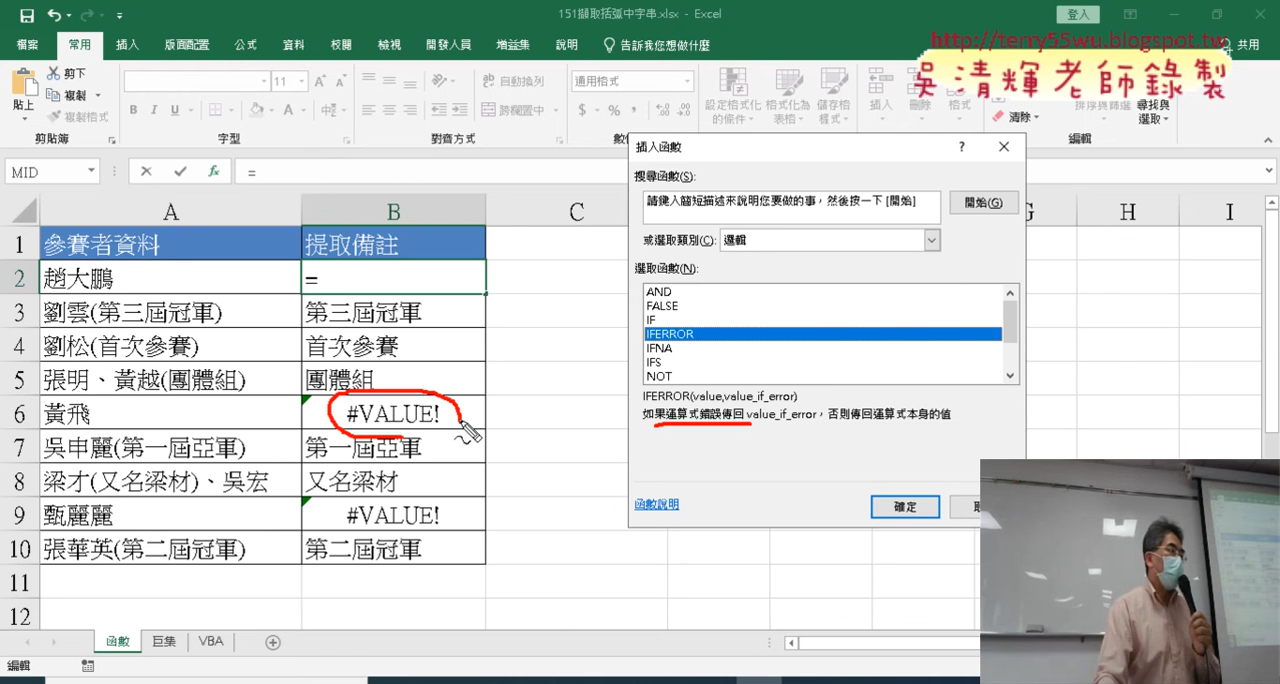 151擷取括弧中字串.xlsx - Excel
登入
檔案 常用 插入 版面配置 公式 資料 校閱 檢視 開發人員 增益集 說明 告訴我您想做什麼 共用
http://terry55wu.blogspot.tw
吳清輝老師錄製
貼上 剪下 複製 複製格式
11 A A
B I U A 中
ab 自動換列
跨欄置中
通用格式
$ % ,
設定格式化的條件 格式化為表格 儲存格樣式
插入 刪除 格式
清除 排序與篩選 尋找與選取
剪貼簿 字型 對齊方式 編輯
MID
fx =
A B C G H I
1 參賽者資料 提取備註
2 趙大鵬 =
3 劉雲(第三屆冠軍) 第三屆冠軍
4 劉松(首次參賽) 首次參賽
5 張明、黃越(團體組) 團體組
6 黃飛 #VALUE!
7 吳申麗(第一屆亞軍) 第一屆亞軍
8 梁才(又名梁材)、吳宏 又名梁材
9 甄麗麗 #VALUE!
10 張華英(第二屆冠軍) 第二屆冠軍
11
12
插入函數 ?
搜尋函數(S):
請鍵入簡短描述來說明您要做的事，然後按一下 [開始]
開始(G)
或選取類別(C): 邏輯
選取函數(N):
AND
FALSE
IF
IFERROR
IFNA
IFS
NOT
IFERROR(value,value_if_error)
如果運算式錯誤傳回 value_if_error，否則傳回運算式本身的值
函數說明
確定
函數 巨集 VBA
編輯